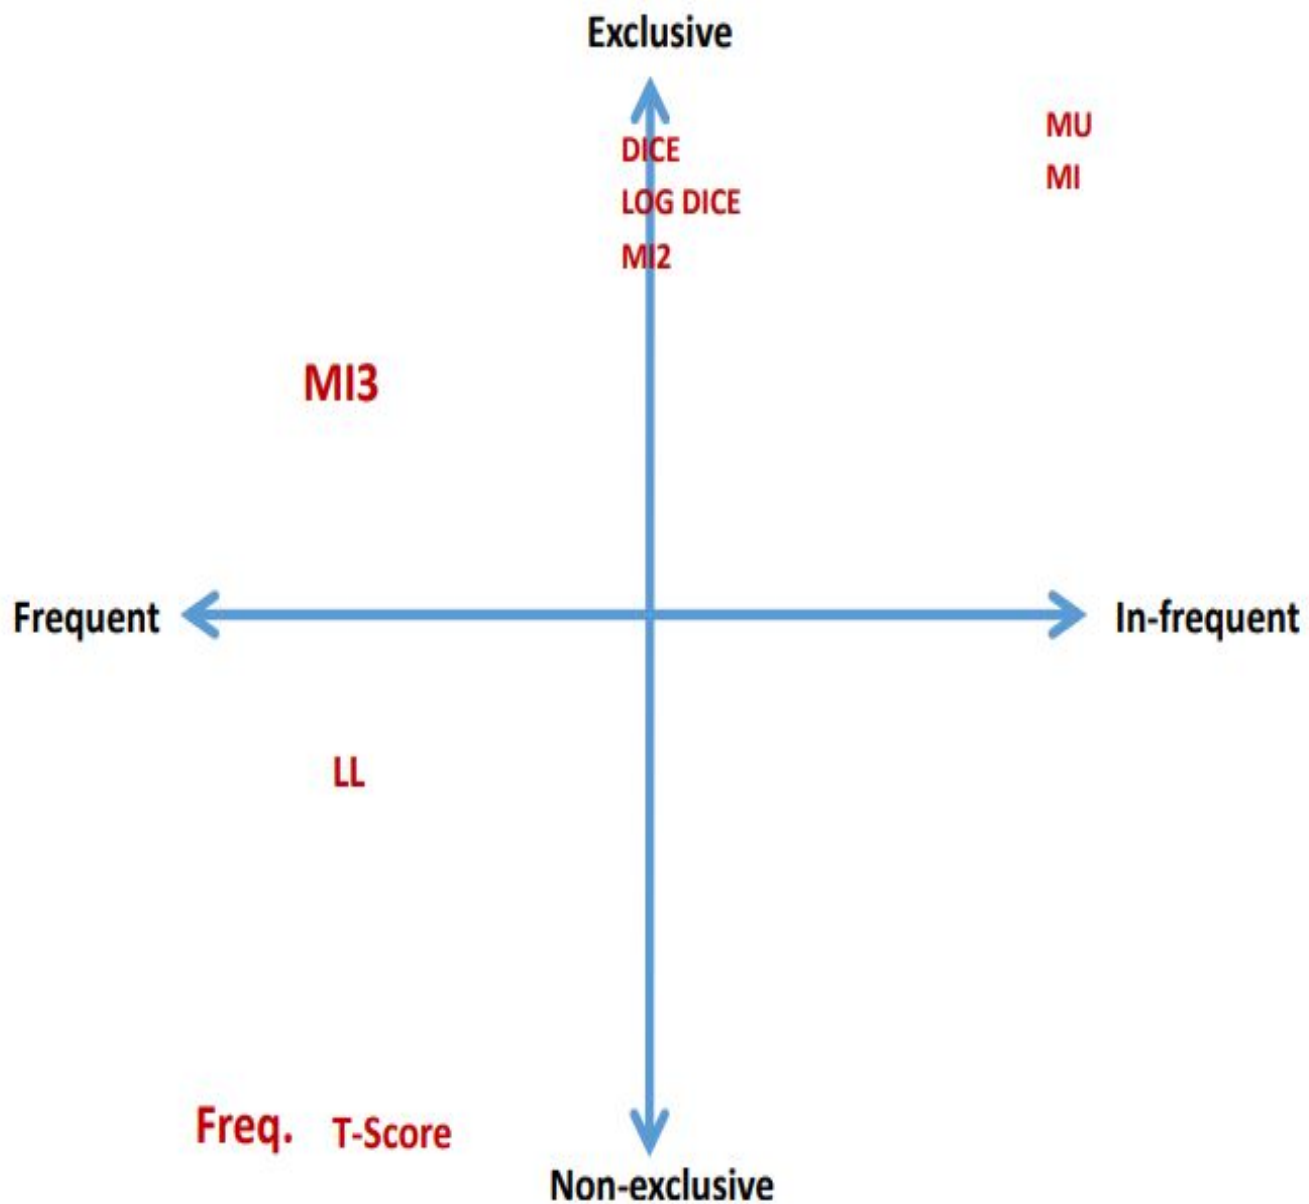 Exclusive
MU
DICE
MI
LOG DICE
MI2
MI3
Frequent
In-frequent
LL
Freq.
T-Score
Non-exclusive